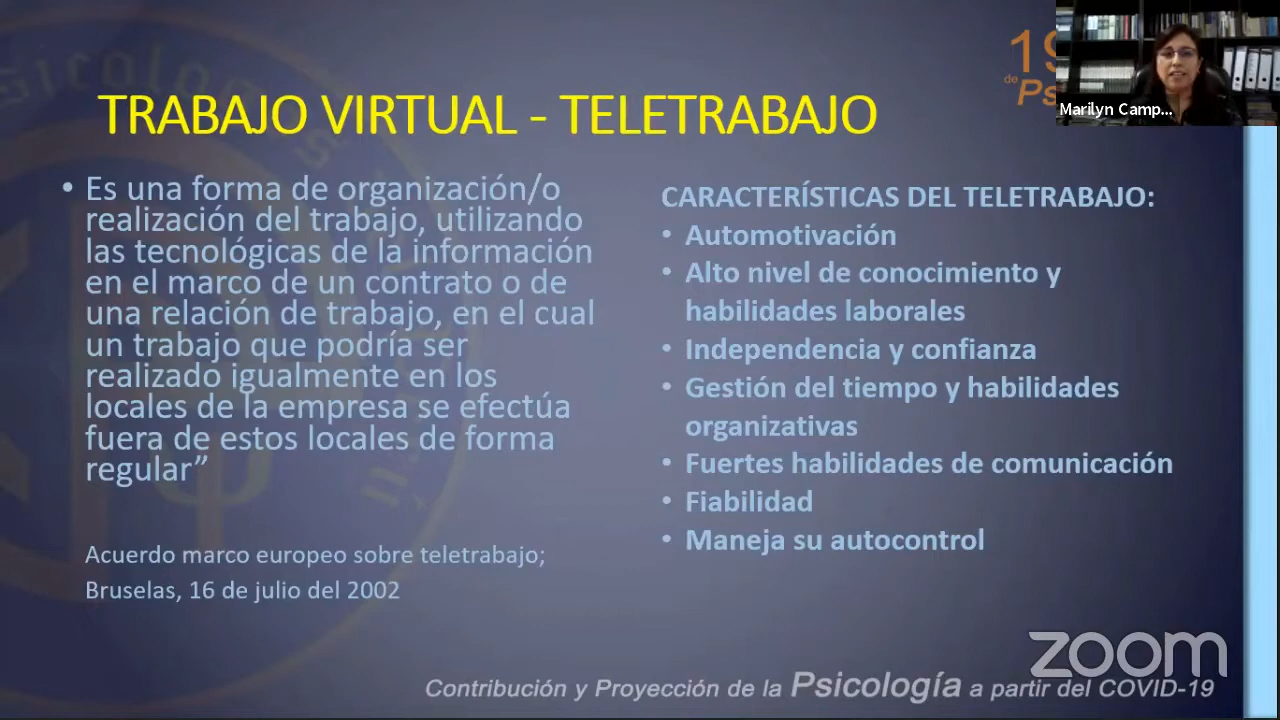 TRABAJO VIRTUAL - TELETRABAJO
• Es una forma de organización/o
realización del trabajo, utilizando
las tecnológicas de la información
en el marco de un contrato o de
una relación de trabajo, en el cual
un trabajo que podría ser
realizado igualmente en los
locales de la empresa se efectúa
fuera de estos locales de forma
regular”
Acuerdo marco europeo sobre teletrabajo;
Bruselas, 16 de julio del 2002
CARACTERÍSTICAS DEL TELETRABAJO:
• Automotivación
• Alto nivel de conocimiento y
habilidades laborales
• Independencia y confianza
• Gestión del tiempo y habilidades
organizativas
• Fuertes habilidades de comunicación
• Fiabilidad
• Maneja su autocontrol
19
de
Ps
Marilyn Camp...
zoom
Contribución y Proyección de la Psicología a partir del COVID-19